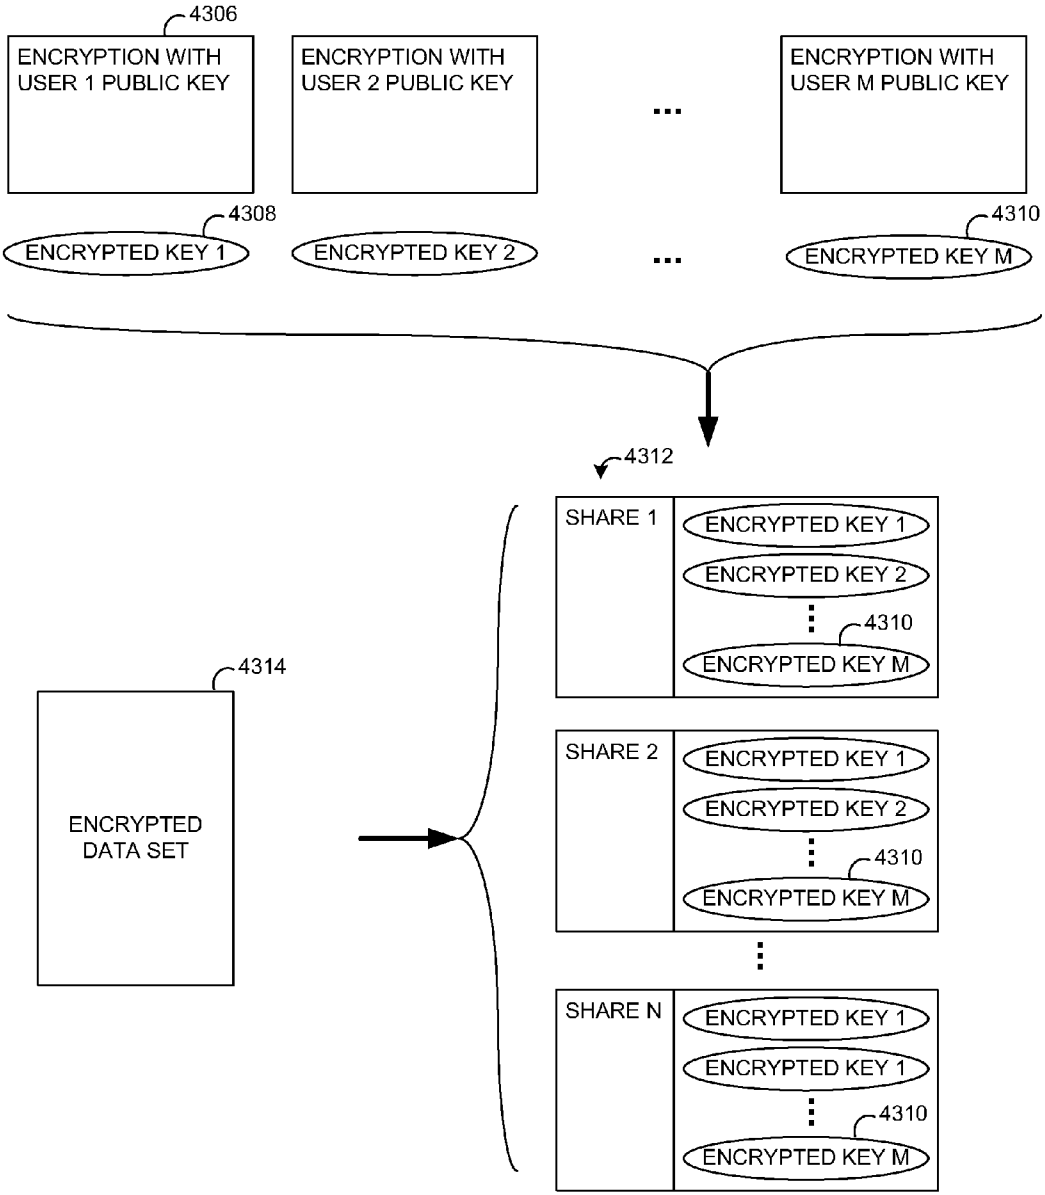 4306
ENCRYPTION WITH
USER 1 PUBLIC KEY
ENCRYPTION WITH
USER 2 PUBLIC KEY
...
ENCRYPTION WITH
USER M PUBLIC KEY
4308
ENCRYPTED KEY 1
ENCRYPTED KEY 2
...
4310
ENCRYPTED KEY M
4312
SHARE 1
ENCRYPTED KEY 1
ENCRYPTED KEY 2
4310
ENCRYPTED KEY M
4314
ENCRYPTED
DATA SET
SHARE 2
ENCRYPTED KEY 1
ENCRYPTED KEY 2
4310
ENCRYPTED KEY M
SHARE N
ENCRYPTED KEY 1
ENCRYPTED KEY 1
4310
ENCRYPTED KEY M